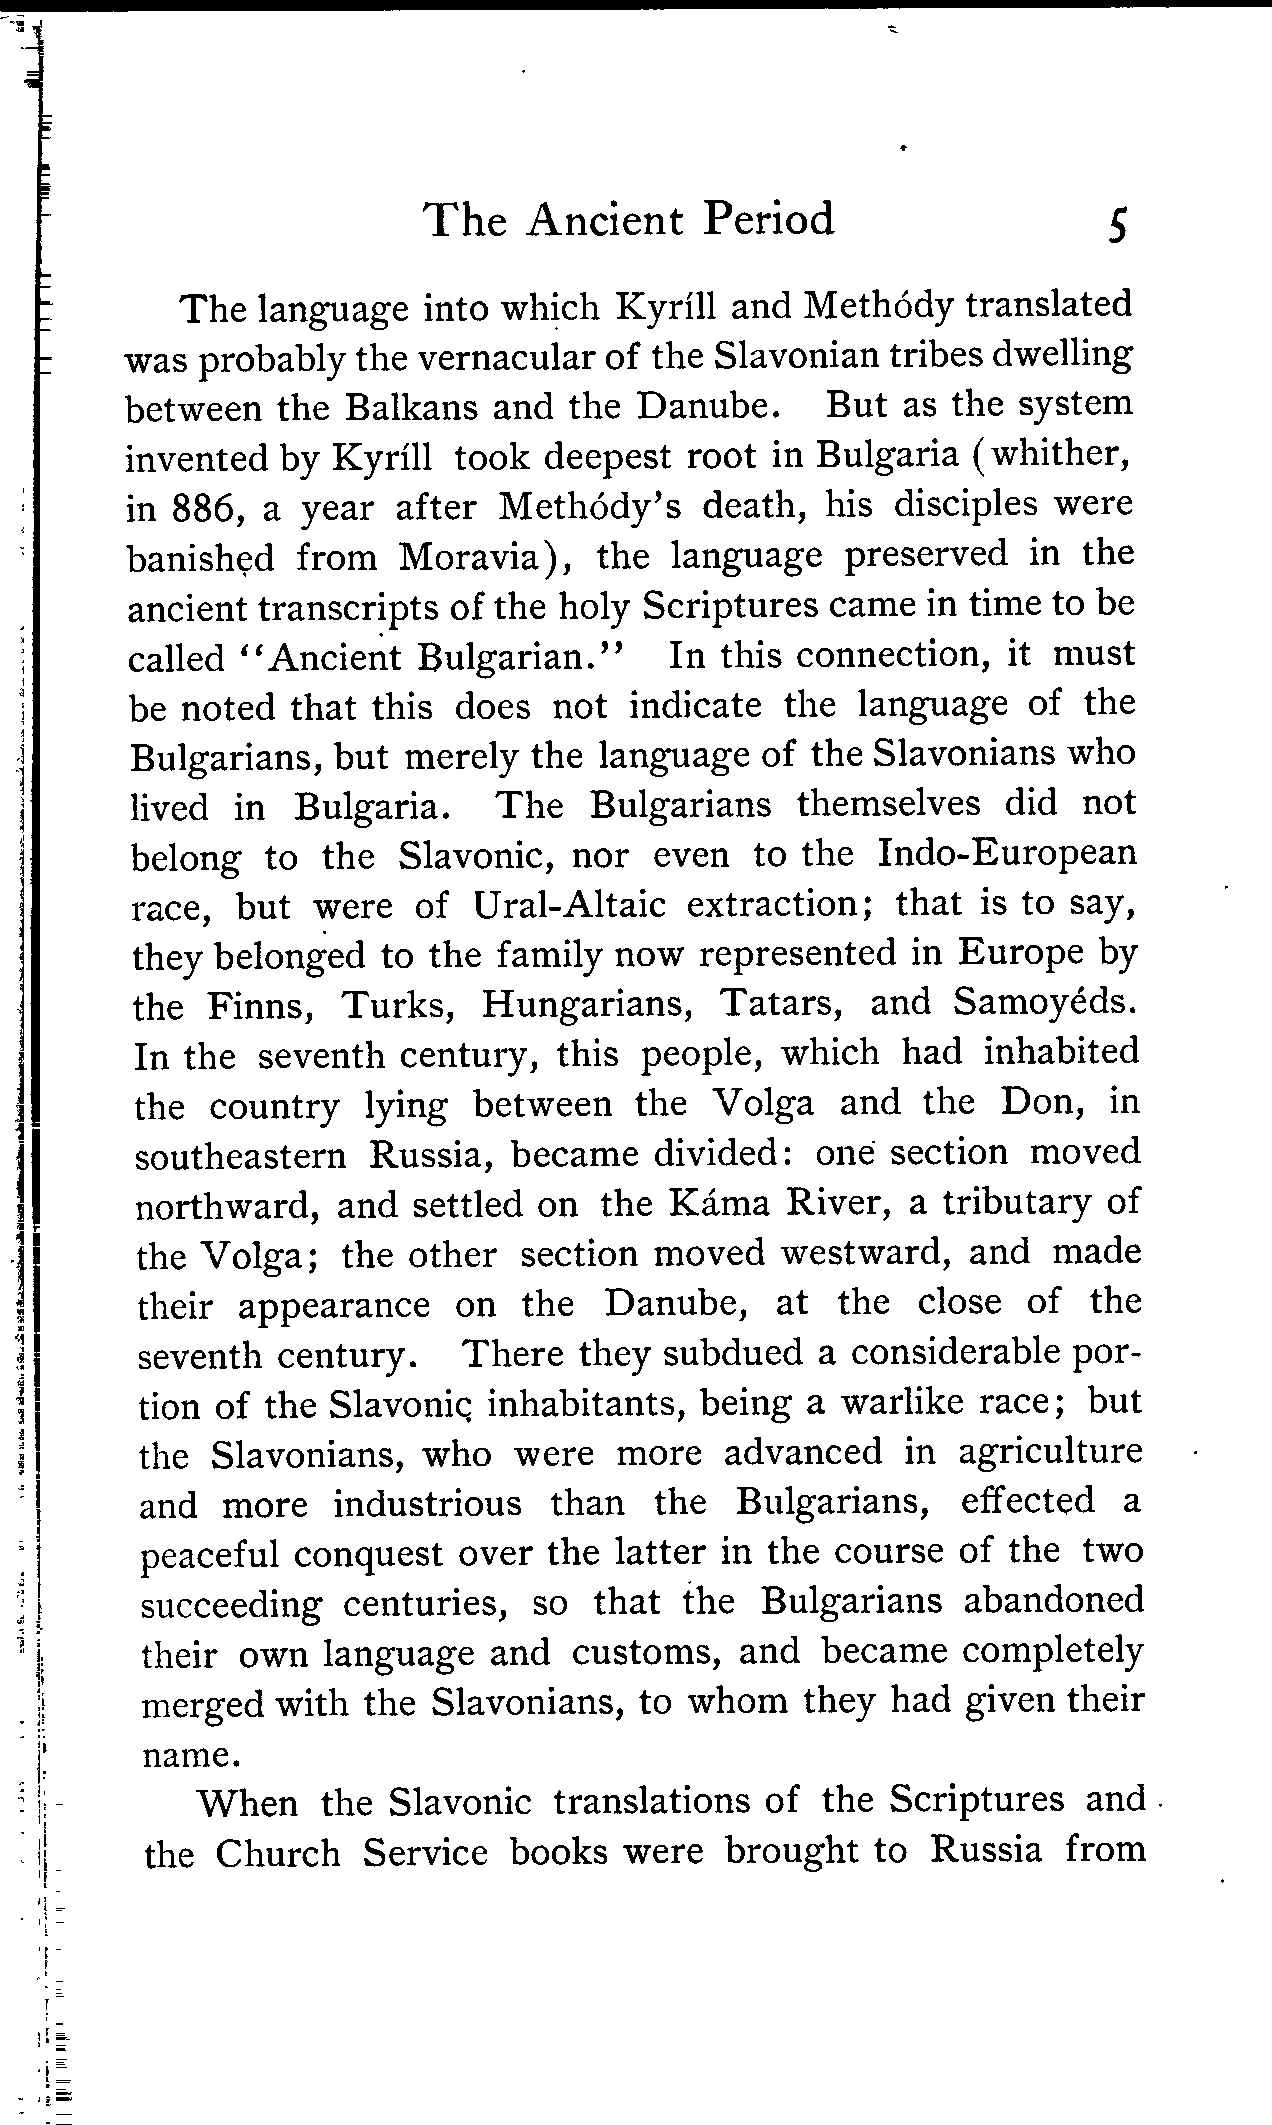 The Ancient Period 5
The language into which Kyríll and Methódy translated
was probably the vernacular of the Slavonian tribes dwelling
between the Balkans and the Danube. But as the system
invented by Kyríll took deepest root in Bulgaria (whither,
in 886, a year after Methódy's death, his disciples were
banished from Moravia), the language preserved in the
ancient transcripts of the holy Scriptures came in time to be
called "Ancient Bulgarian." In this connection, it must
be noted that this does not indicate the language of the
Bulgarians, but merely the language of the Slavonians who
lived in Bulgaria. The Bulgarians themselves did not
belong to the Slavonic, nor even to the Indo-European
race, but were of Ural-Altaic extraction; that is to say,
they belonged to the family now represented in Europe by
the Finns, Turks, Hungarians, Tatars, and Samoyéds.
In the seventh century, this people, which had inhabited
the country lying between the Volga and the Don, in
southeastern Russia, became divided: one section moved
northward, and settled on the Káma River, a tributary of
the Volga; the other section moved westward, and made
their appearance on the Danube, at the close of the
seventh century. There they subdued a considerable por-
tion of the Slavonic inhabitants, being a warlike race; but
the Slavonians, who were more advanced in agriculture
and more industrious than the Bulgarians, effected a
peaceful conquest over the latter in the course of the two
succeeding centuries, so that the Bulgarians abandoned
their own language and customs, and became completely
merged with the Slavonians, to whom they had given their
name.
When the Slavonic translations of the Scriptures and
the Church Service books were brought to Russia from